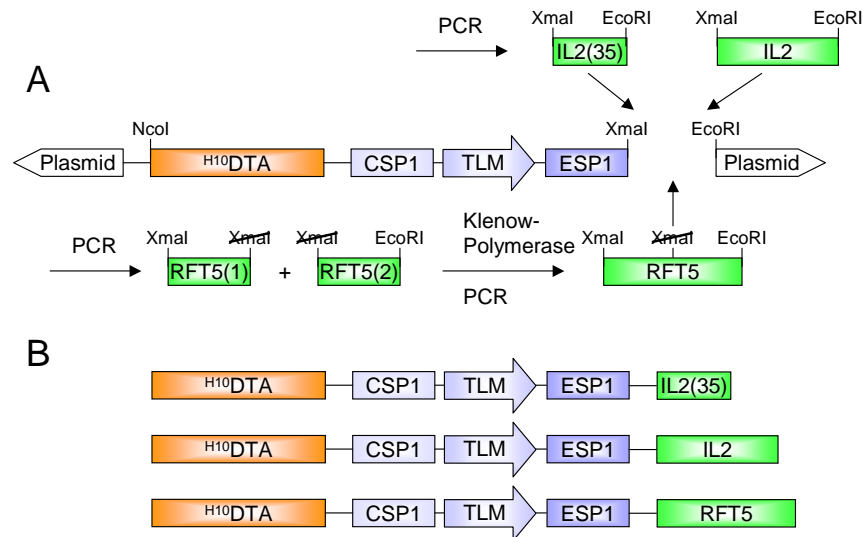 XmaI EcoRI XmaI EcoRI
PCR
IL2(35) IL2
A
NcoI XmaI EcoRI
Plasmid H10DTA CSP1 TLM ESP1 Plasmid
Klenow-
Polymerase
PCR XmaI XmaI XmaI EcoRI XmaI XmaI EcoRI
RFT5(1) + RFT5(2) RFT5
PCR
B
H10DTA CSP1 TLM ESP1 IL2(35)
H10DTA CSP1 TLM ESP1 IL2
H10DTA CSP1 TLM ESP1 RFT5